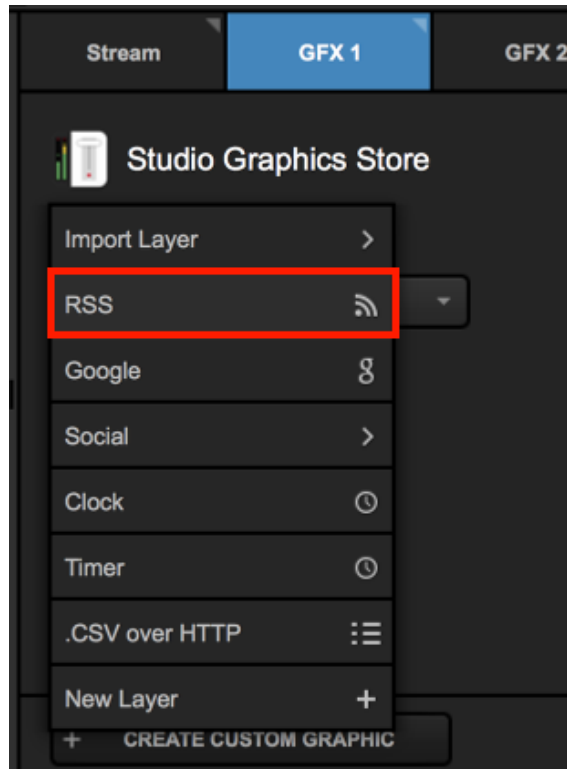 Stream GFX 1 GFX 2
Studio Graphics Store
Import Layer
RSS
Google g
Social
Clock
Timer
.CSV over HTTP
New Layer +
+ CREATE CUSTOM GRAPHIC